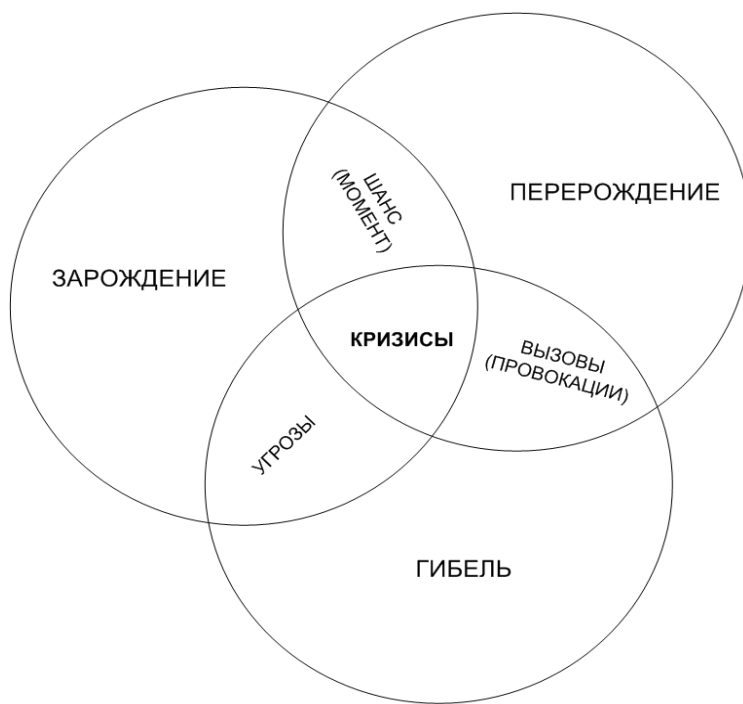 ШАНС
(МОМЕНТ)
ПЕРЕРОЖДЕНИЕ
ЗАРОЖДЕНИЕ
КРИЗИСЫ
ВЫЗОВЫ
(ПРОВОКАЦИИ)
УГРОЗЫ
ГИБЕЛЬ